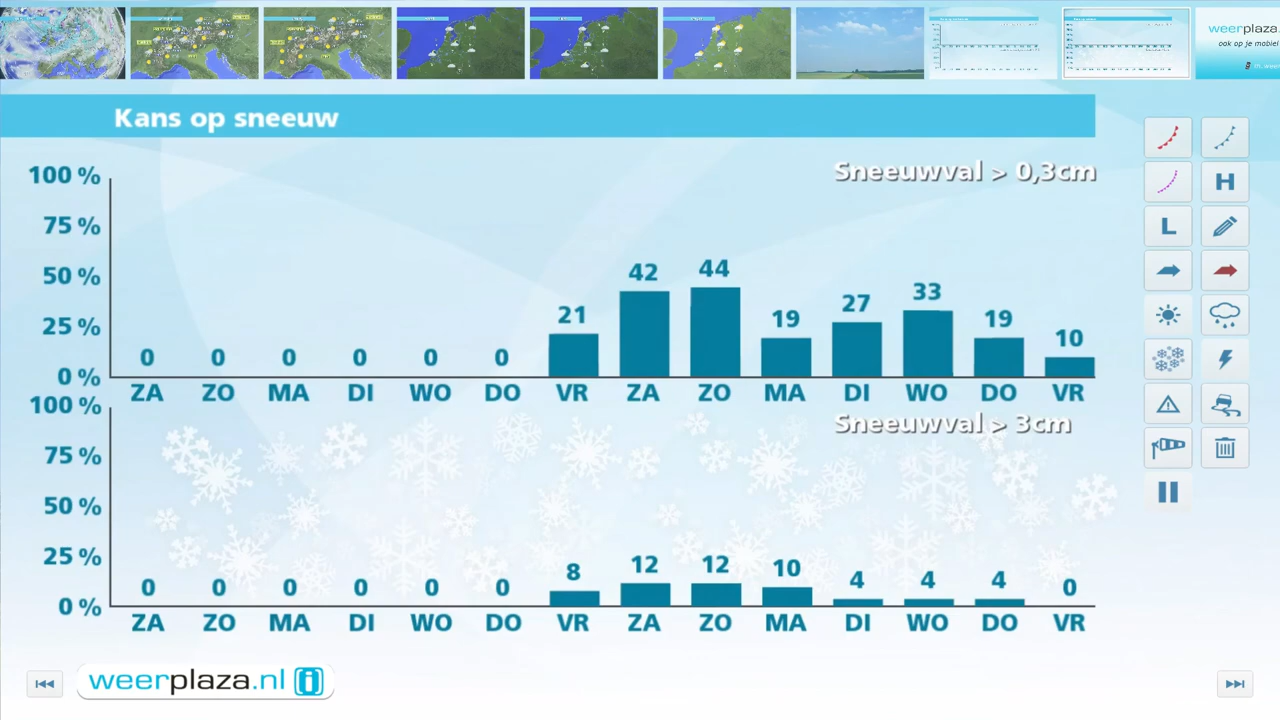 weerplaza.
ook op je mobiel
Kans op sneeuw
Sneeuwval > 0,3cm
100 %
75 %
50 %
25 %
0 %
0 0 0 0 0 0 21 42 44 19 27 33 19 10
ZA ZO MA DI WO DO VR ZA ZO MA DI WO DO VR
Sneeuwval > 3cm
100 %
75 %
50 %
25 %
0 %
0 0 0 0 0 0 8 12 12 10 4 4 4 0
ZA ZO MA DI WO DO VR ZA ZO MA DI WO DO VR
H
L
weerplaza.nl i